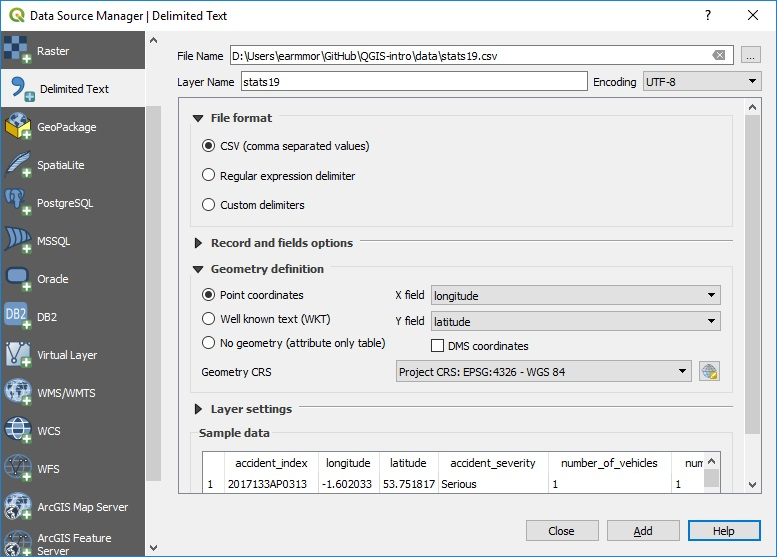 Data Source Manager | Delimited Text
? X
Raster
Delimited Text
GeoPackage
SpatiaLite
PostgreSQL
MSSQL
Oracle
DB2
DB2
Virtual Layer
WMS/WMTS
WCS
WFS
ArcGIS Map Server
ArcGIS Feature
Server
File Name D:\Users\earmmor\GitHub\QGIS-intro\data\stats19.csv ...
Layer Name stats19 Encoding UTF-8
File format
CSV (comma separated values)
Regular expression delimiter
Custom delimiters
Record and fields options
Geometry definition
Point coordinates X field longitude
Well known text (WKT) Y field latitude
No geometry (attribute only table) DMS coordinates
Geometry CRS Project CRS: EPSG:4326 - WGS 84
Layer settings
Sample data
accident_index longitude latitude accident_severity number_of_vehicles num
1 2017133AP0313 -1.602033 53.751817 Serious 1 1
Close Add Help